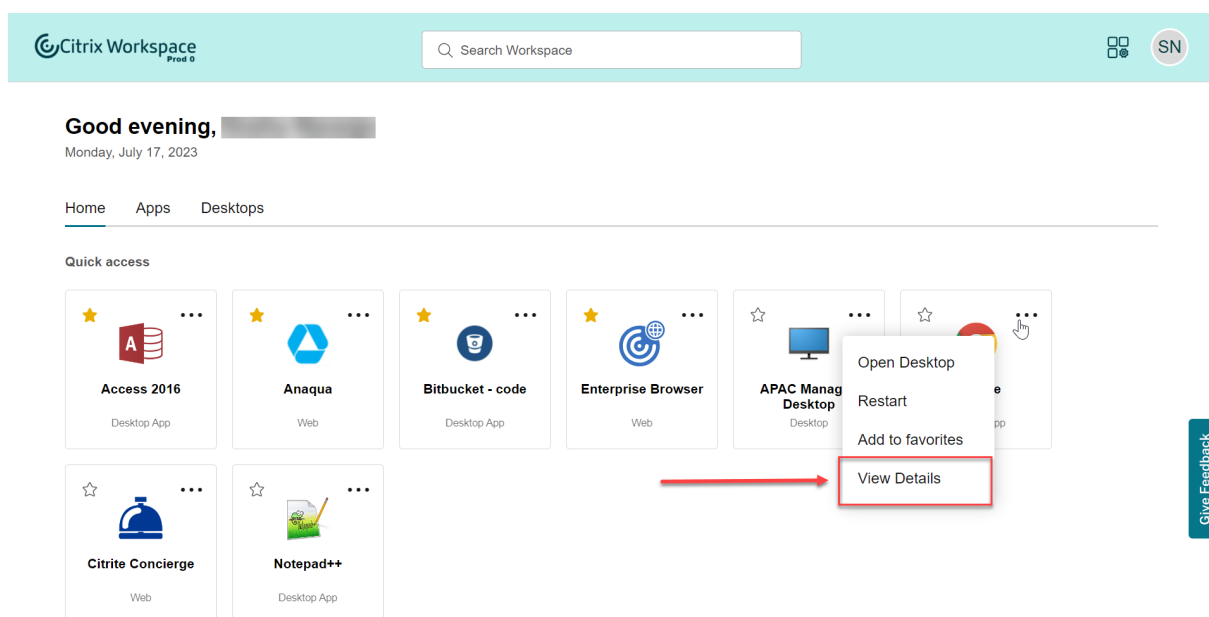 Citrix Workspace
Prod 0
Search Workspace
SN
Good evening,
Monday, July 17, 2023
Home Apps Desktops
Quick access
Access 2016
Desktop App
Anaqua
Web
Bitbucket - code
Desktop App
Enterprise Browser
Web
APAC Manag
Desktop
Desktop
e
pp
Open Desktop
Restart
Add to favorites
View Details
Give Feedback
Citrite Concierge
Web
Notepad++
Desktop App